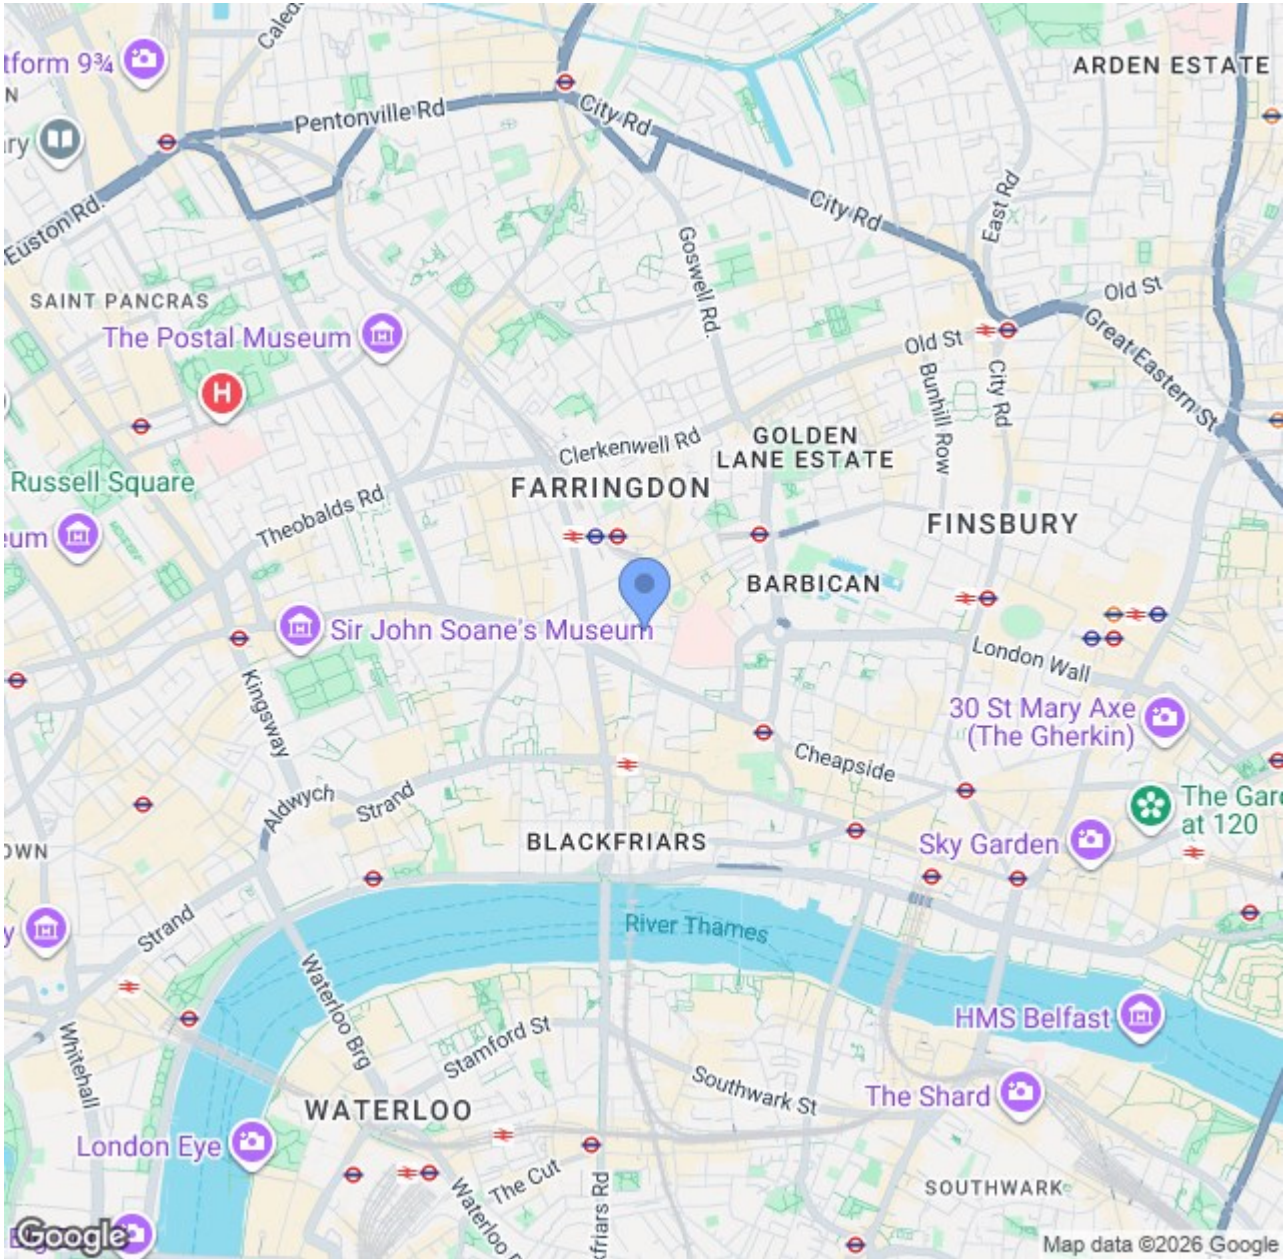 tform 9¾
N
Caled
ARDEN ESTATE
Pentonville Rd
City Rd
ry
Euston Rd
City Rd
East Rd
Goswell Rd.
SAINT PANCRAS
The Postal Museum
Old St
Old St
Great Eastern St
H
Bunhill Row
City Rd
Clerkenwell Rd
GOLDEN
LANE ESTATE
Russell Square
FARRINGDON
Theobalds Rd
FINSBURY
eum
BARBICAN
Sir John Soane's Museum
London Wall
Kingsway
30 St Mary Axe
(The Gherkin)
Cheapside
Aldwych
Strand
The Gard
at 120
BLACKFRIARS
Sky Garden
OWN
Strand
River Thames
y
Waterloo Brg
HMS Belfast
Whitehall
Stamford St
Southwark St
The Shard
WATERLOO
London Eye
The Cut
SOUTHWARK
Waterloo
kfriars Rd
Google
Map data ©2026 Google